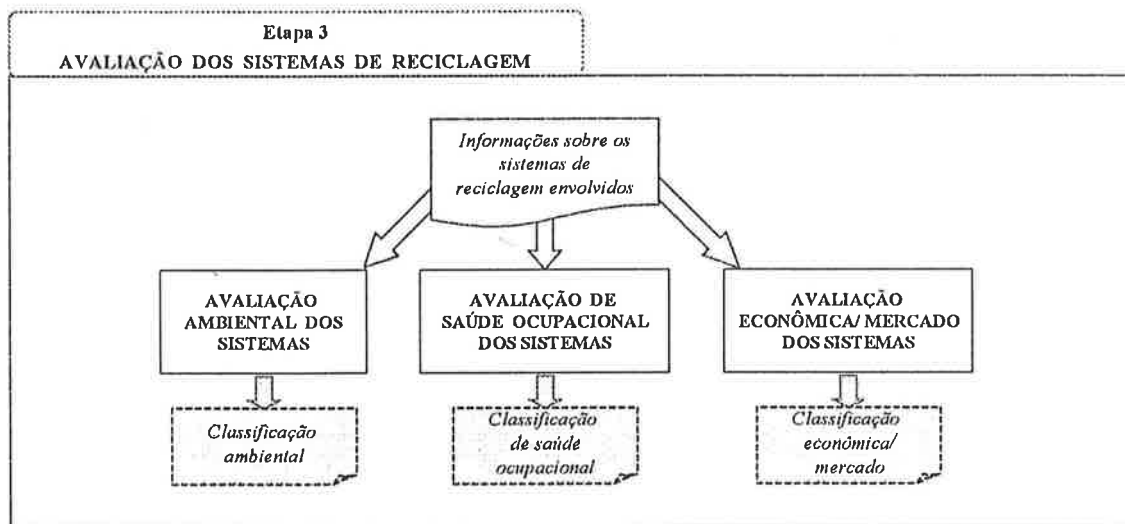 Etapa 3
AVALIAÇÃO DOS SISTEMAS DE RECICLAGEM
Informações sobre os
sistemas de
reciclagem envolvidos
AVALIAÇÃO
AMBIENTAL DOS
SISTEMAS
AVALIAÇÃO DE
SAÚDE OCUPACIONAL
DOS SISTEMAS
AVALIAÇÃO
ECONÔMICA/ MERCADO
DOS SISTEMAS
Classificação
ambiental
Classificação
de saúde
ocupacional
Classificação
econômica/
mercado